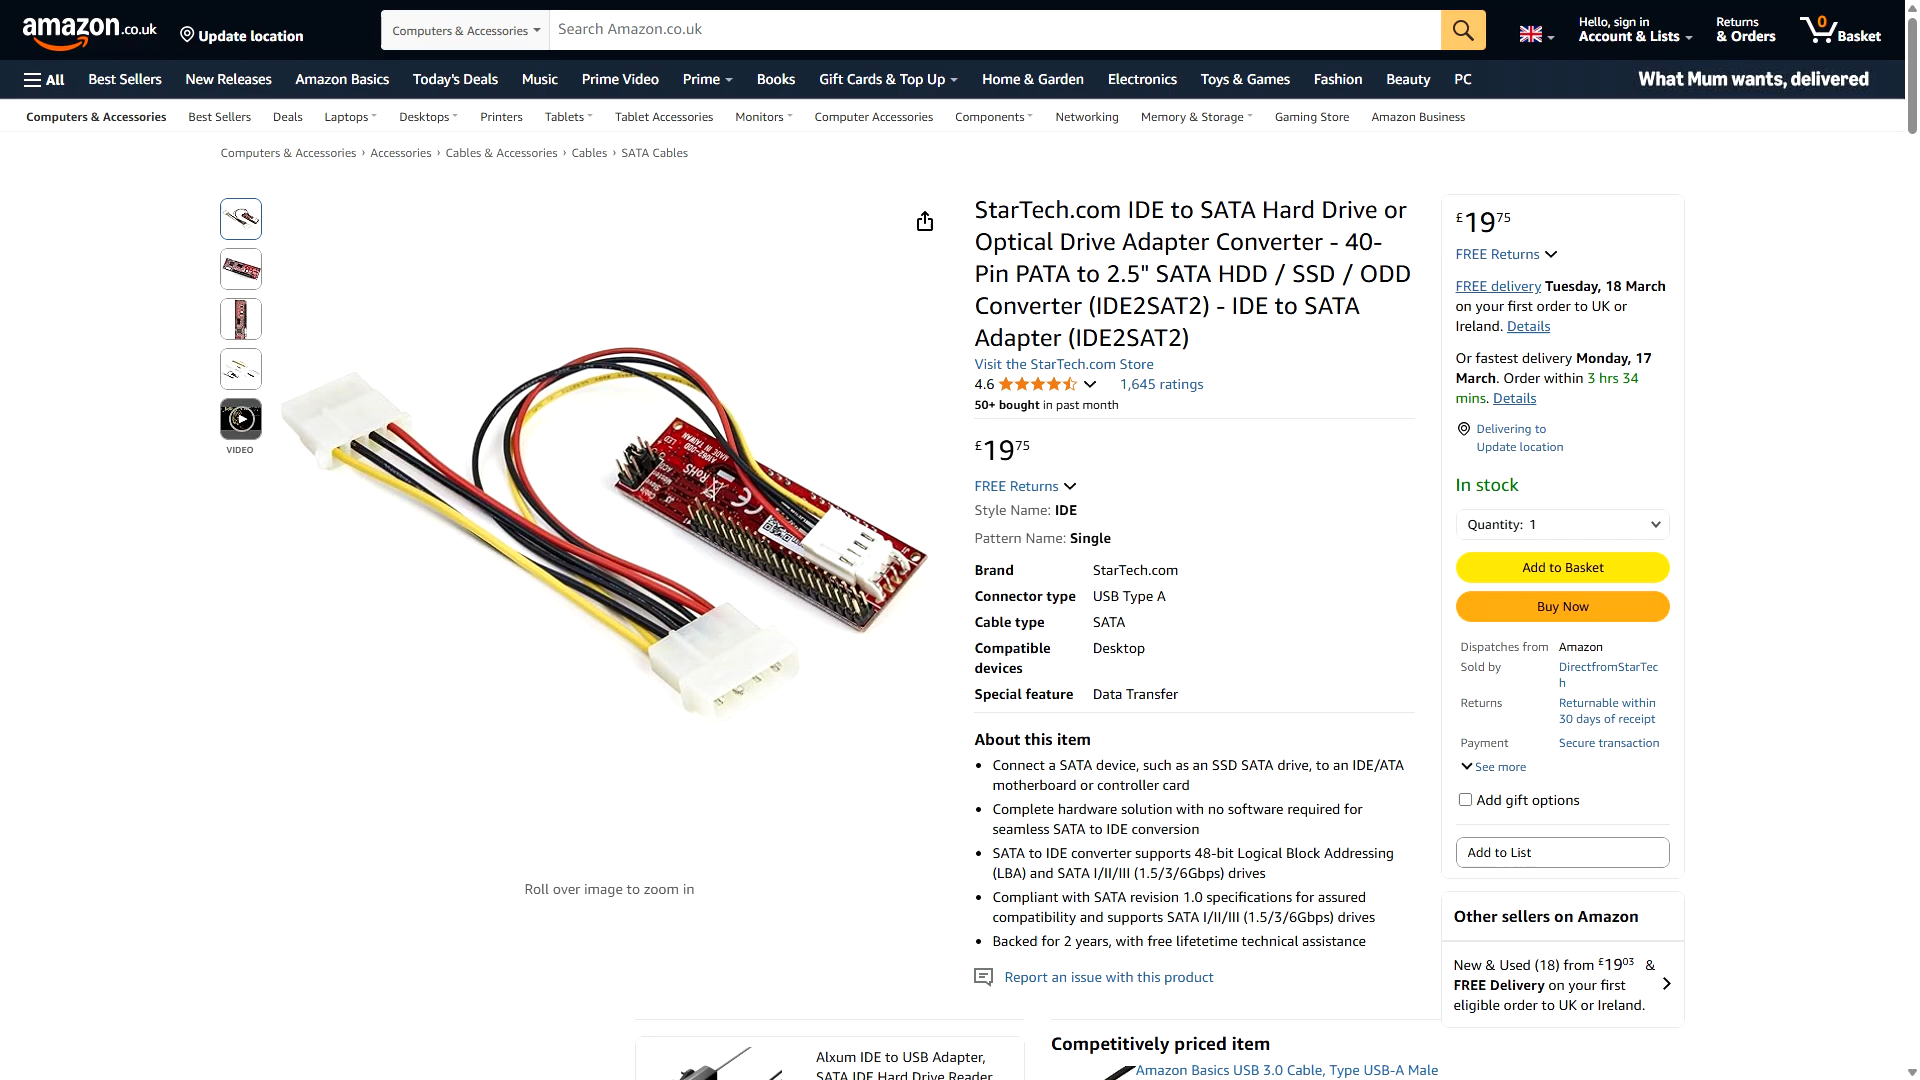 amazon.co.uk
Update location
Computers & Accessories
Search Amazon.co.uk
Hello, sign in
Account & Lists
Returns
& Orders
0
Basket
All
Best Sellers
New Releases
Amazon Basics
Today's Deals
Music
Prime Video
Prime
Books
Gift Cards & Top Up
Home & Garden
Electronics
Toys & Games
Fashion
Beauty
PC
What Mum wants, delivered
Computers & Accessories
Best Sellers
Deals
Laptops
Desktops
Printers
Tablets
Tablet Accessories
Monitors
Computer Accessories
Components
Networking
Memory & Storage
Gaming Store
Amazon Business
Computers & Accessories › Accessories › Cables & Accessories › Cables › SATA Cables
VIDEO
MADE IN TAIWAN
RoHS
CE
Roll over image to zoom in
StarTech.com IDE to SATA Hard Drive or
Optical Drive Adapter Converter - 40-
Pin PATA to 2.5" SATA HDD / SSD / ODD
Converter (IDE2SAT2) - IDE to SATA
Adapter (IDE2SAT2)
Visit the StarTech.com Store
4.6
1,645 ratings
50+ bought in past month
£19.75
FREE Returns
Style Name: IDE
Pattern Name: Single
Brand StarTech.com
Connector type USB Type A
Cable type SATA
Compatible devices Desktop
Special feature Data Transfer
About this item
• Connect a SATA device, such as an SSD SATA drive, to an IDE/ATA
motherboard or controller card
• Complete hardware solution with no software required for
seamless SATA to IDE conversion
• SATA to IDE converter supports 48-bit Logical Block Addressing
(LBA) and SATA I/II/III (1.5/3/6Gbps) drives
• Compliant with SATA revision 1.0 specifications for assured
compatibility and supports SATA I/II/III (1.5/3/6Gbps) drives
• Backed for 2 years, with free lifetetime technical assistance
Report an issue with this product
£19.75
FREE Returns
FREE delivery Tuesday, 18 March
on your first order to UK or
Ireland. Details
Or fastest delivery Monday, 17
March. Order within 3 hrs 34
mins. Details
Delivering to
Update location
In stock
Quantity: 1
Add to Basket
Buy Now
Dispatches from Amazon
Sold by DirectfromStarTec
h
Returns Returnable within
30 days of receipt
Payment Secure transaction
See more
Add gift options
Add to List
Other sellers on Amazon
New & Used (18) from £19.03 &
FREE Delivery on your first
eligible order to UK or Ireland.
Alxum IDE to USB Adapter,
SATA IDE Hard Drive Reader
Competitively priced item
Amazon Basics USB 3.0 Cable, Type USB-A Male